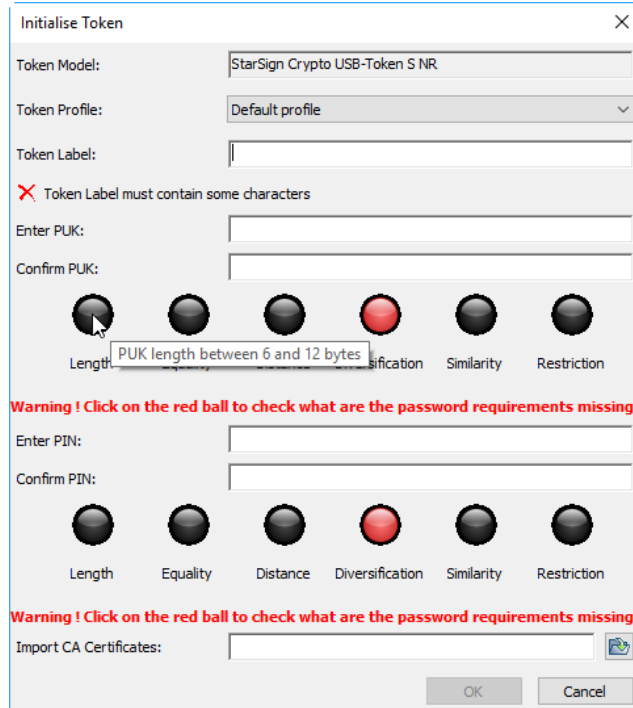 Initialise Token
Token Model: StarSign Crypto USB-Token S NR
Token Profile: Default profile
Token Label:
Token Label must contain some characters
Enter PUK:
Confirm PUK:
PUK length between 6 and 12 bytes
Length Similarity Restriction
Warning ! Click on the red ball to check what are the password requirements missing
Enter PIN:
Confirm PIN:
Length Equality Distance Diversification Similarity Restriction
Warning ! Click on the red ball to check what are the password requirements missing
Import CA Certificates:
OK Cancel